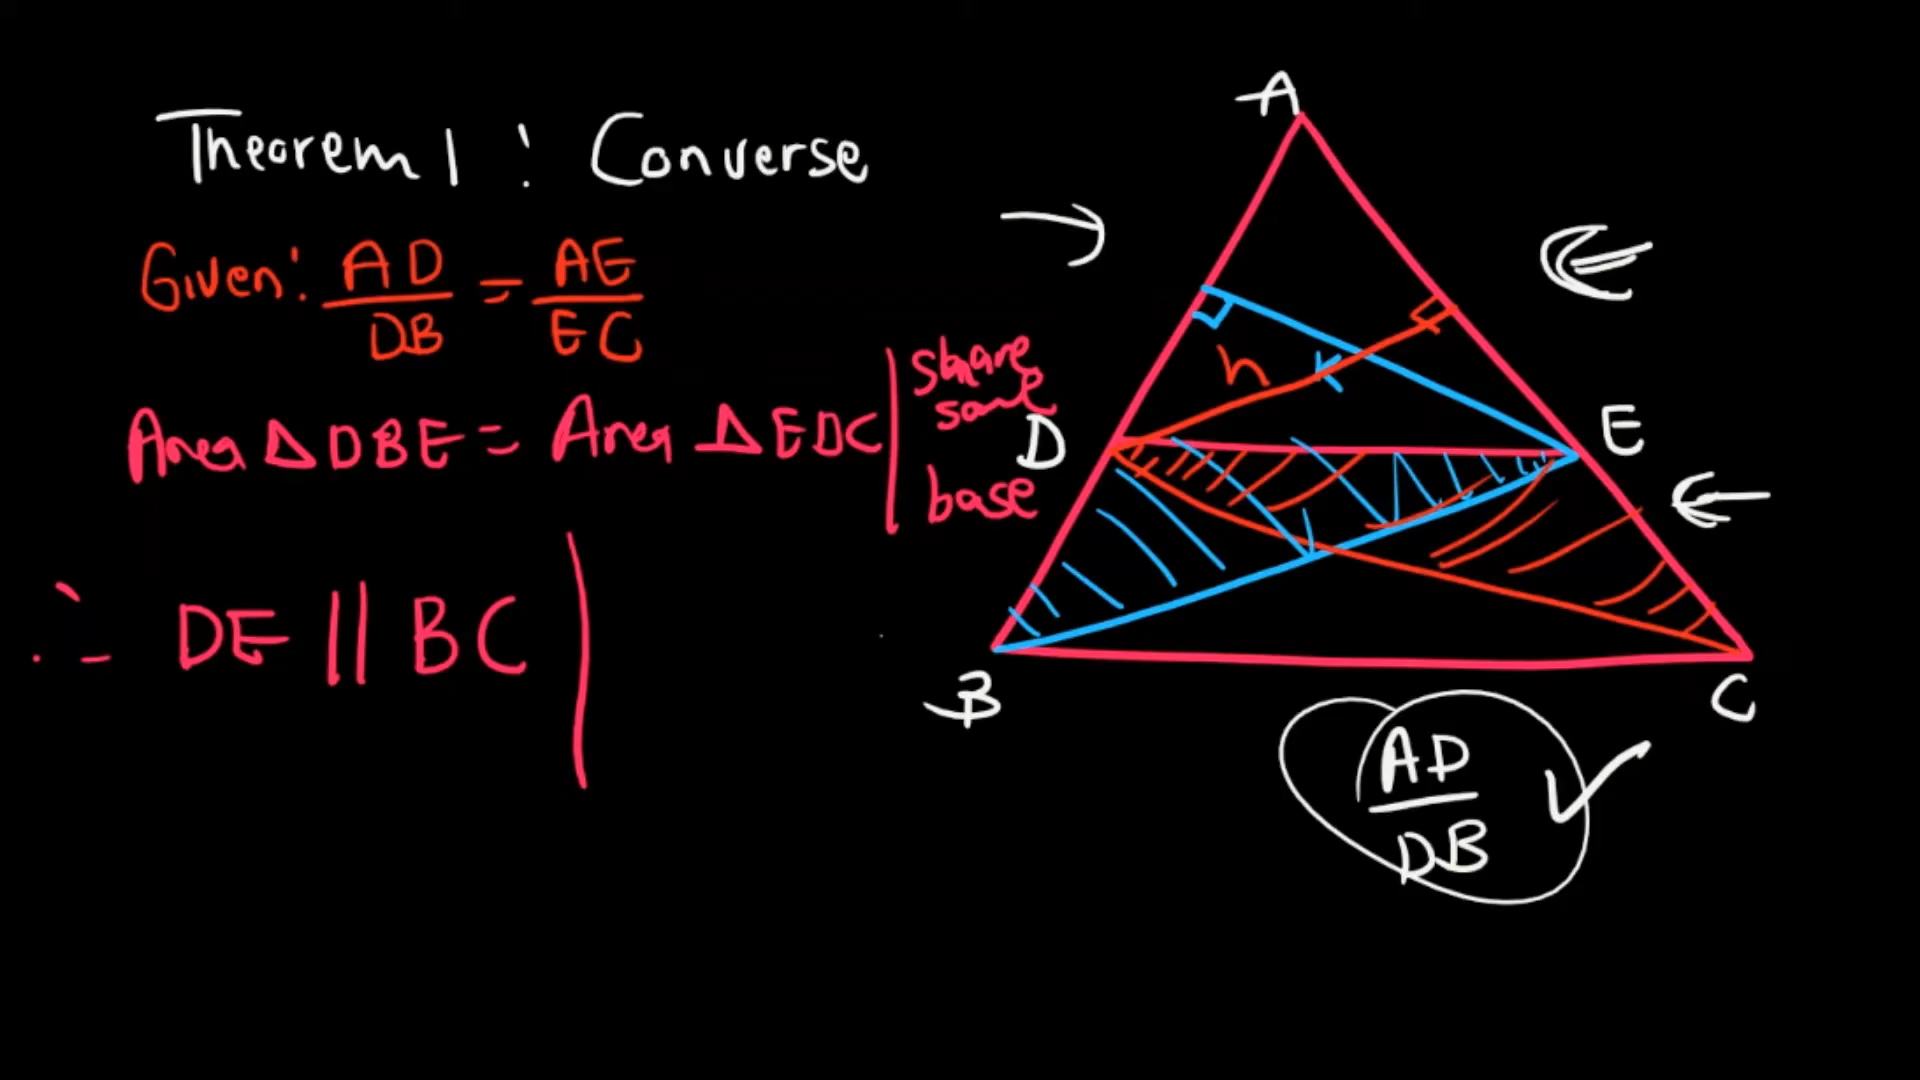 Theorem 1 : Converse
Given: AD/DB = AE/EC
Area △DBE = Area △EDC | share same base
∴ DE || BC
A
h
K
D
E
B
C
AD/DB ✓